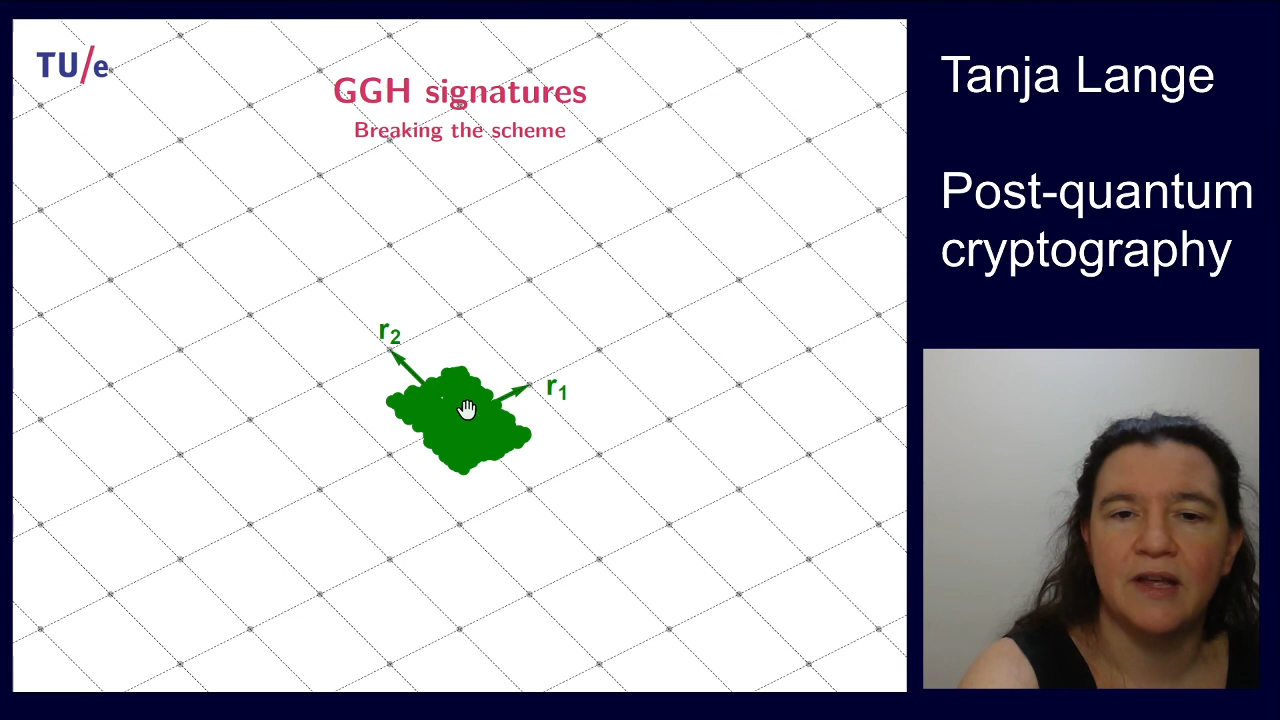 TU/e
GGH signatures
Breaking the scheme
r2
r1
Tanja Lange
Post-quantum
cryptography